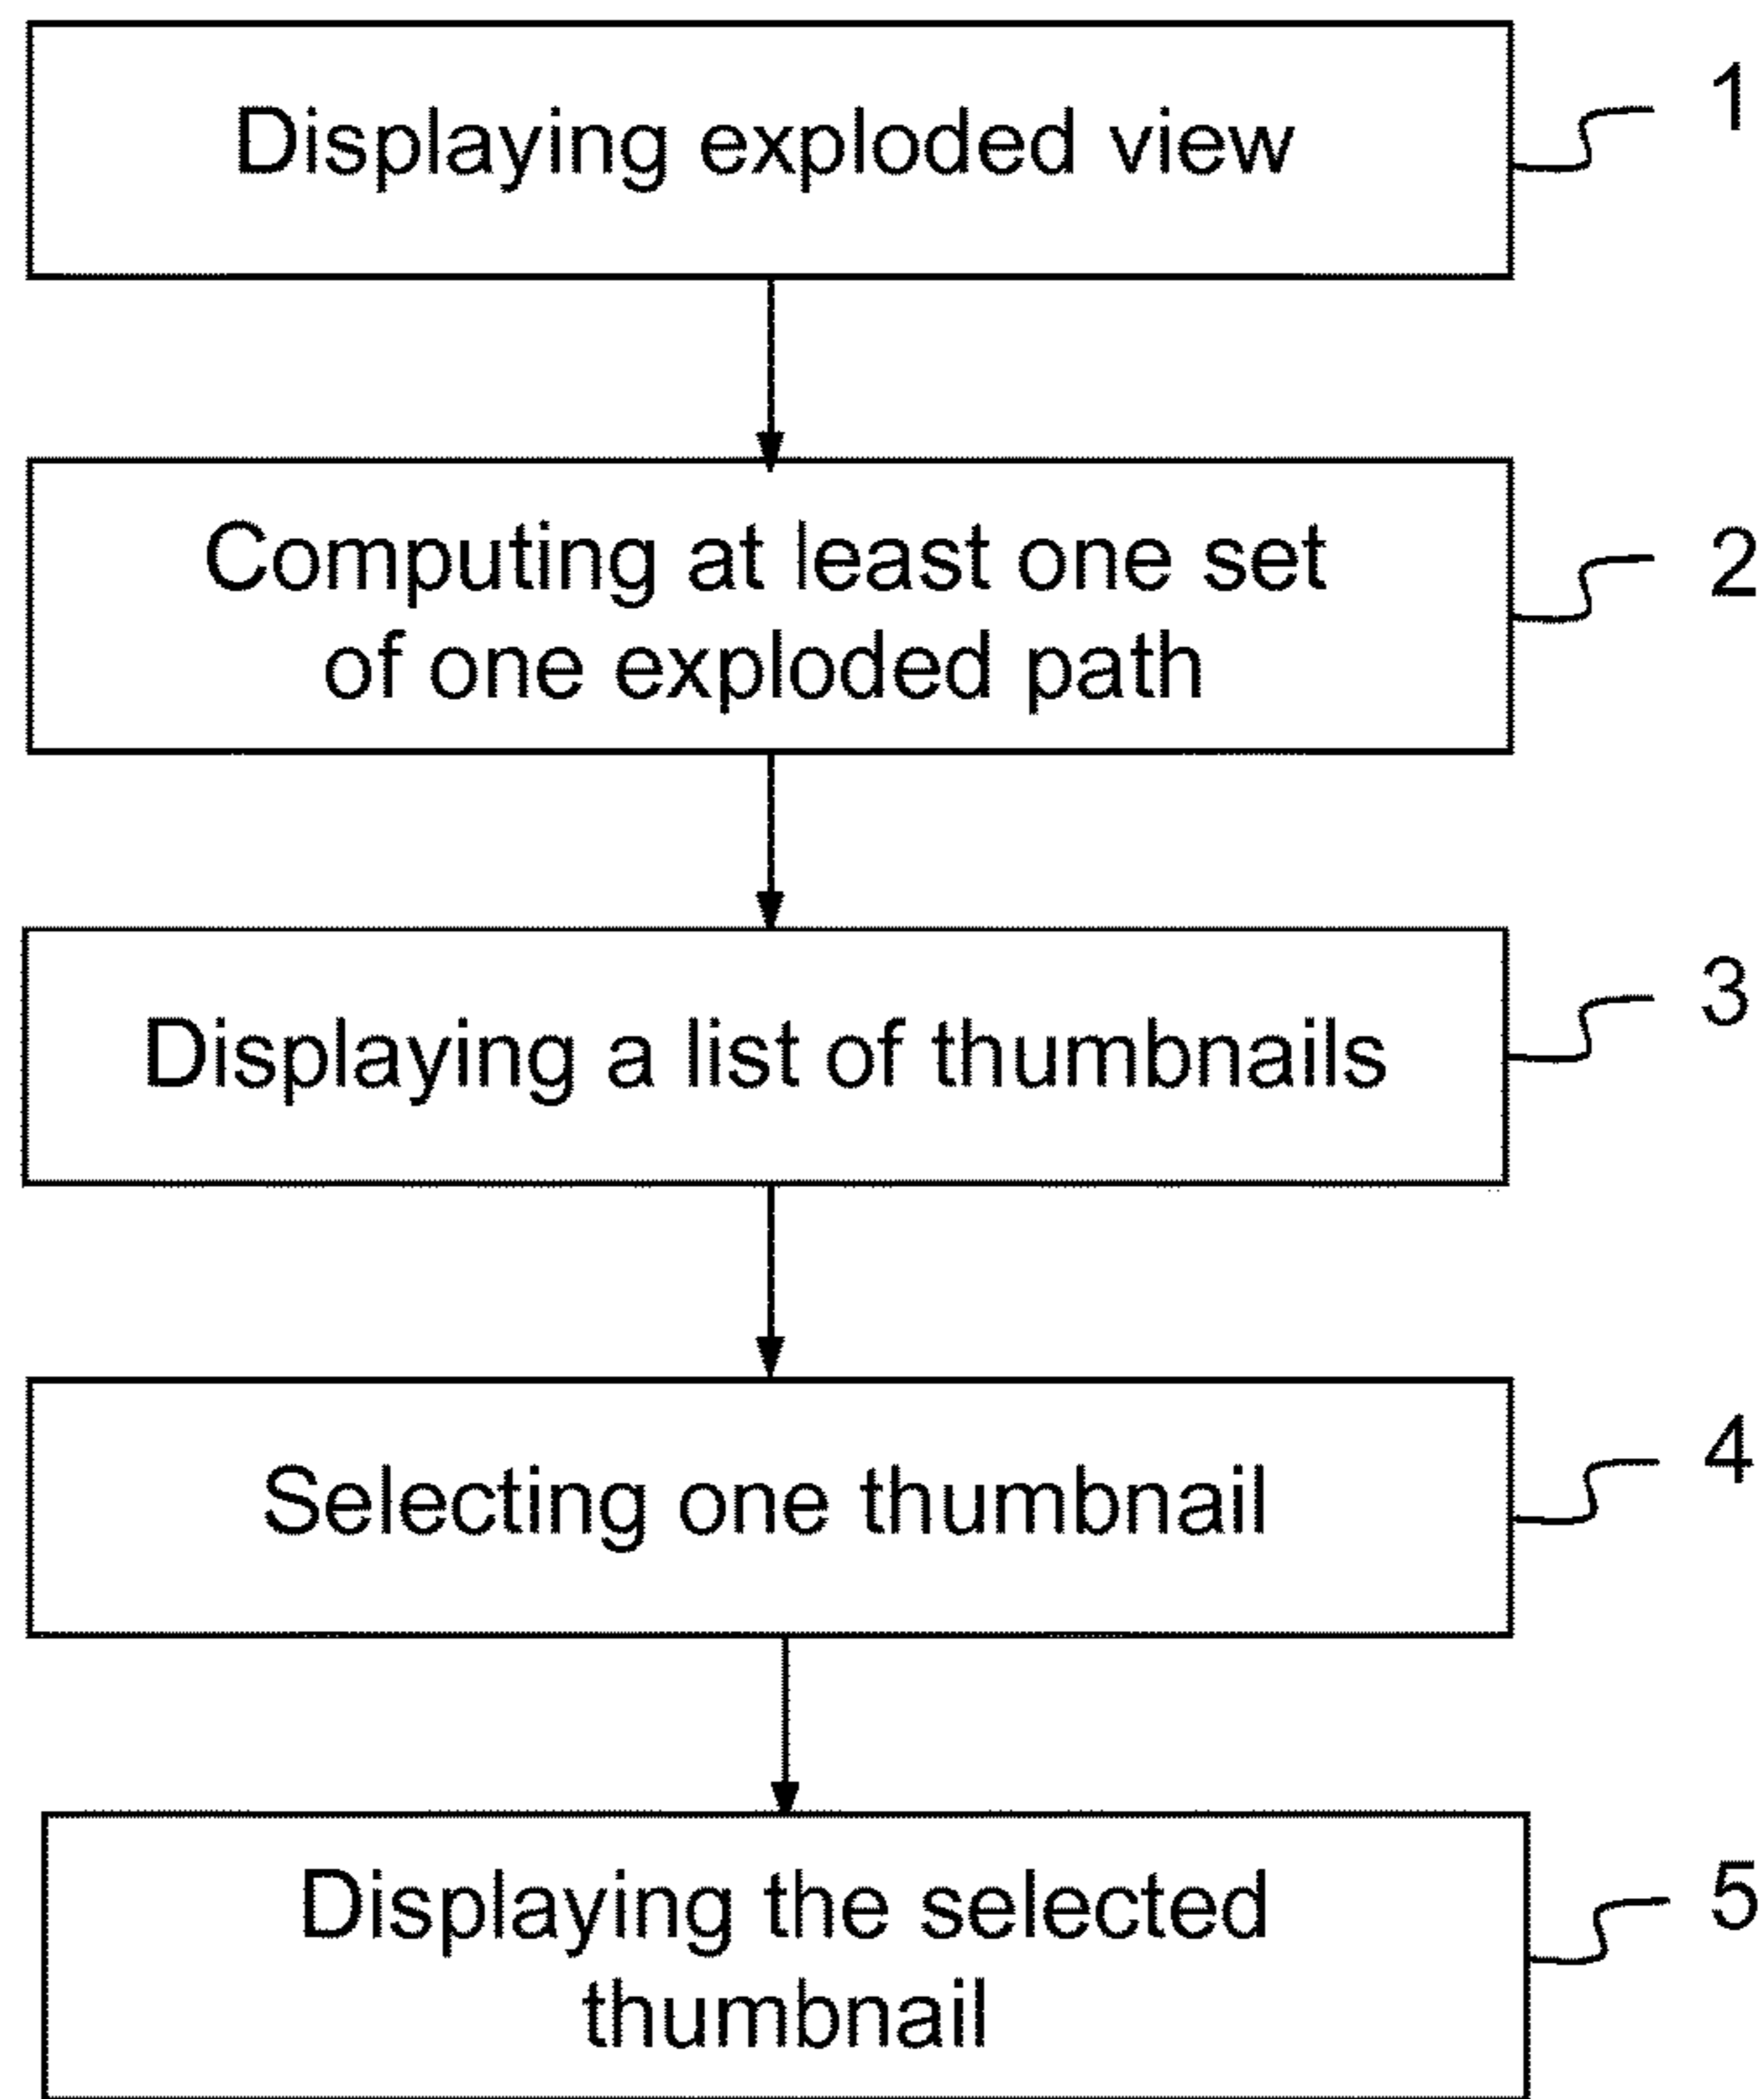 Displaying exploded view
1
Computing at least one set
of one exploded path
2
Displaying a list of thumbnails
3
Selecting one thumbnail
4
Displaying the selected
thumbnail
5